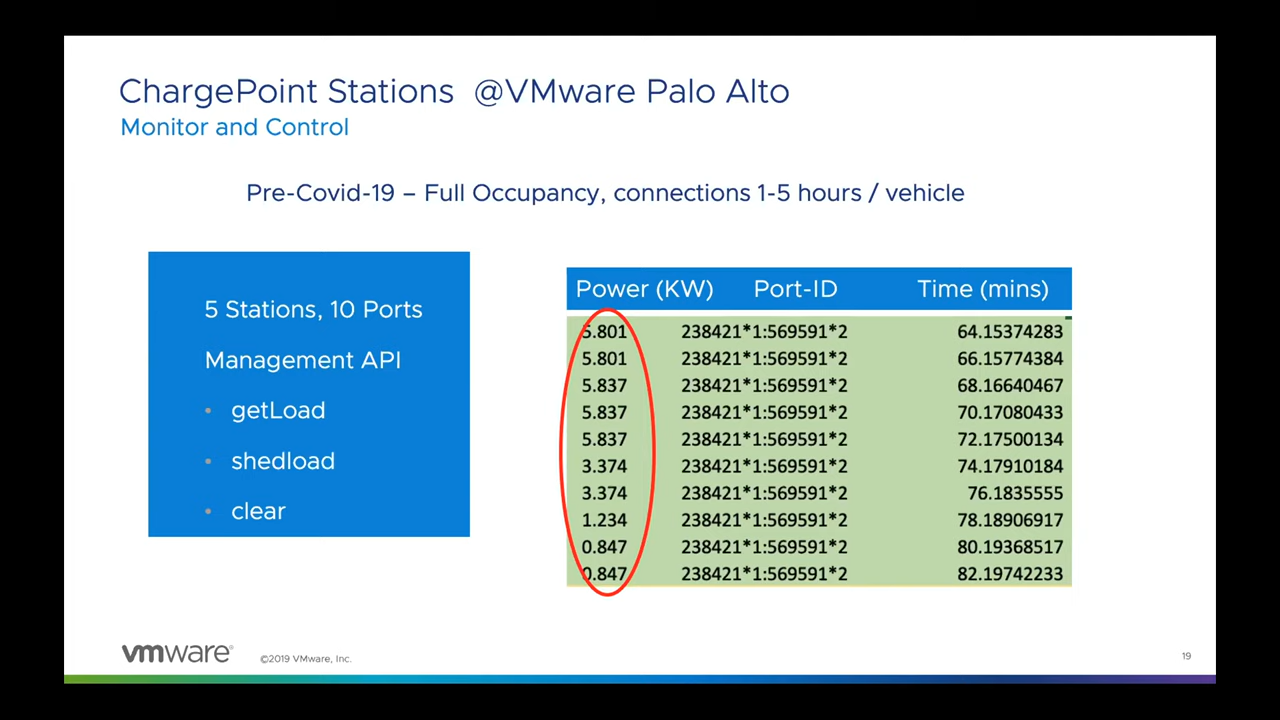 ChargePoint Stations @VMware Palo Alto
Monitor and Control
Pre-Covid-19 – Full Occupancy, connections 1-5 hours / vehicle
5 Stations, 10 Ports
Management API
• getLoad
• shedload
• clear
Power (KW) Port-ID Time (mins)
5.801 238421*1:569591*2 64.15374283
5.801 238421*1:569591*2 66.15774384
5.837 238421*1:569591*2 68.16640467
5.837 238421*1:569591*2 70.17080433
5.837 238421*1:569591*2 72.17500134
3.374 238421*1:569591*2 74.17910184
3.374 238421*1:569591*2 76.1835555
1.234 238421*1:569591*2 78.18906917
0.847 238421*1:569591*2 80.19368517
0.847 238421*1:569591*2 82.19742233
vmware® ©2019 VMware, Inc. 19